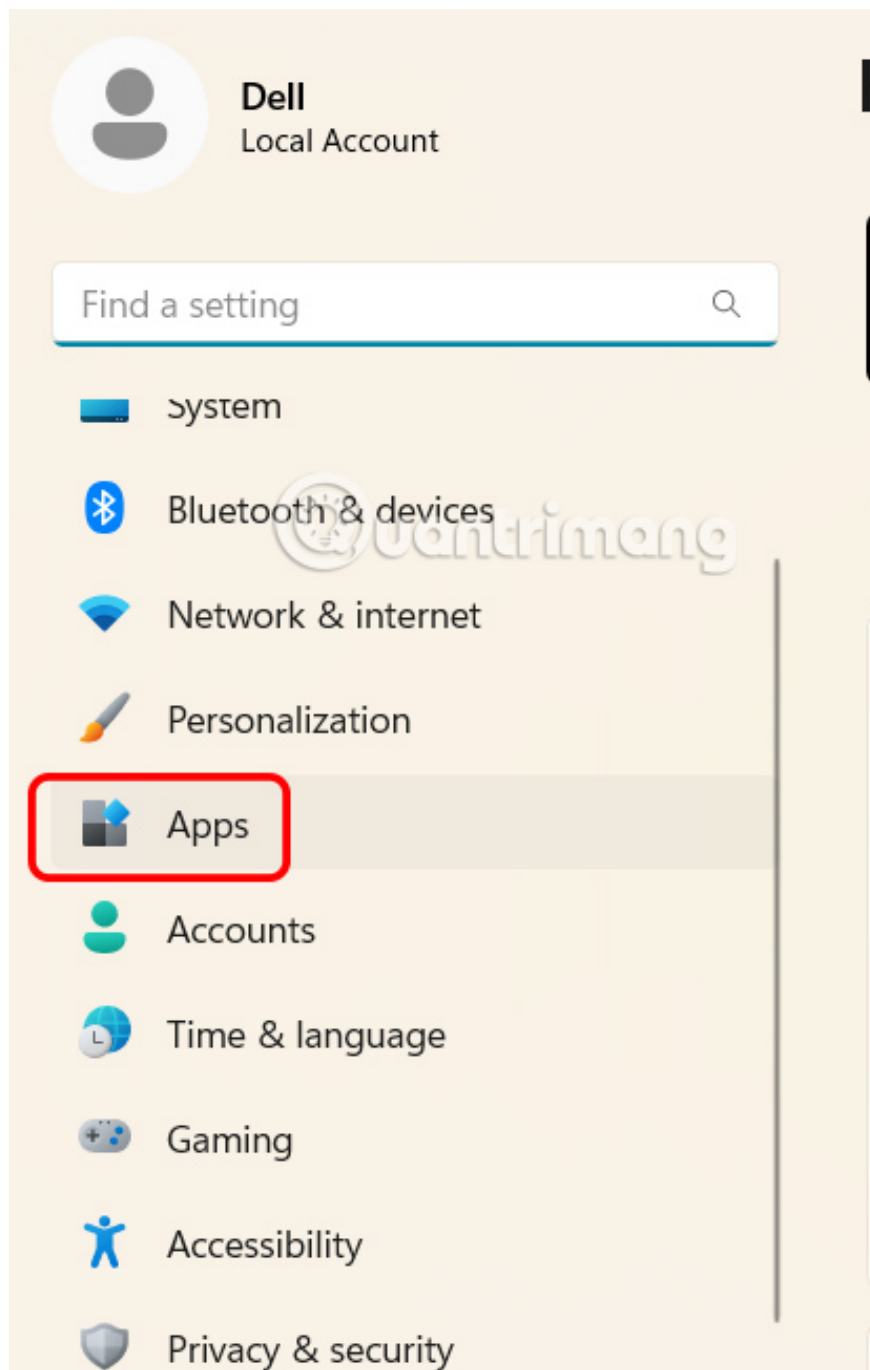 Dell
Local Account
Find a setting
System
Bluetooth & devices
Quantrimang
Network & internet
Personalization
Apps
Accounts
Time & language
Gaming
Accessibility
Privacy & security